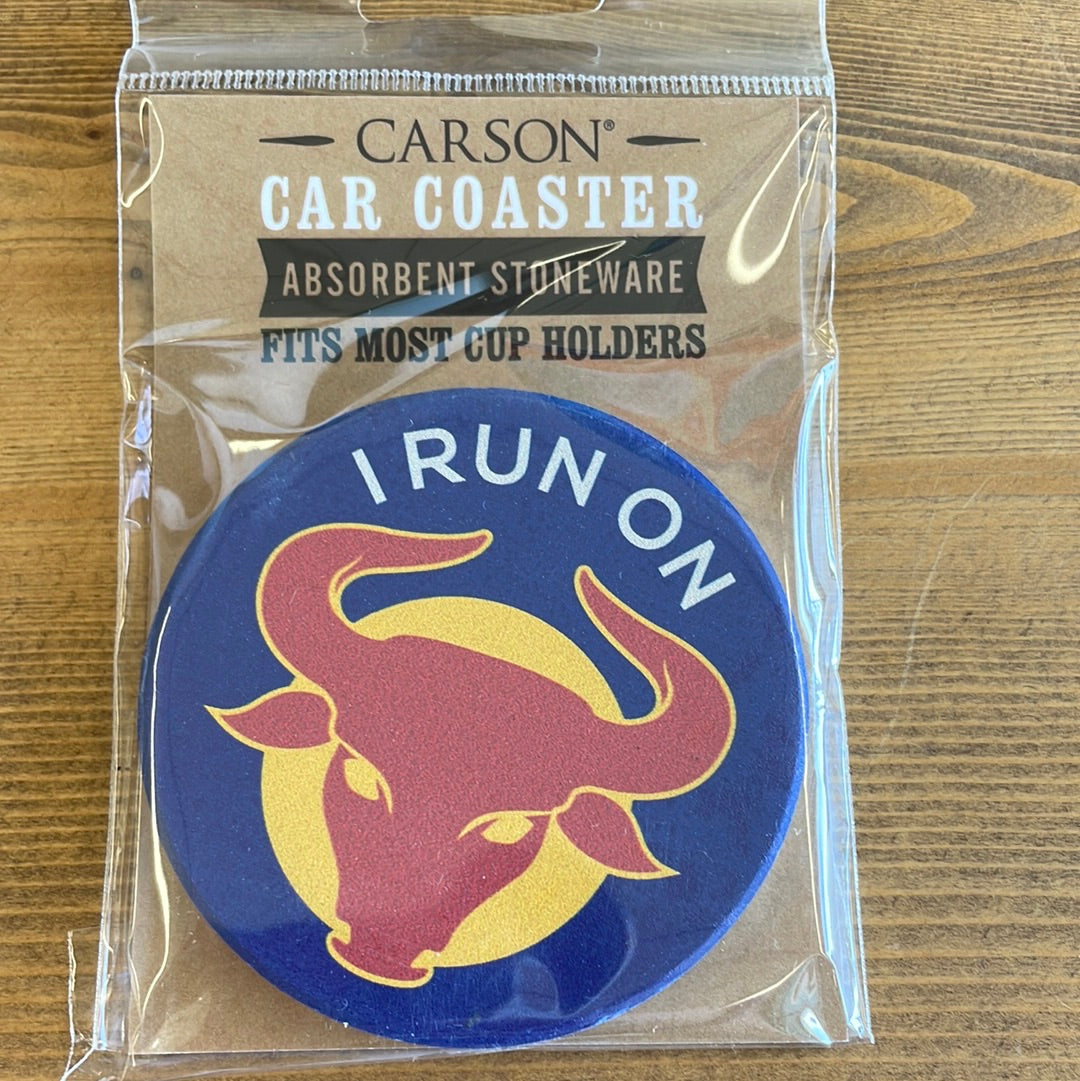 CARSON®
CAR COASTER
ABSORBENT STONEWARE
FITS MOST CUP HOLDERS
I RUN ON